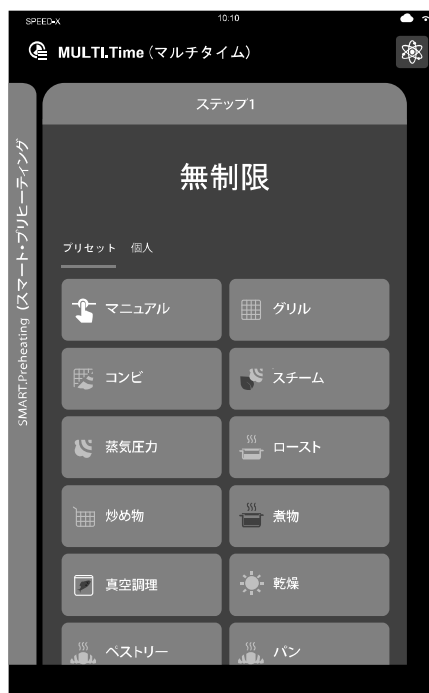 SPEED-X 10:10
MULTI.Time (マルチタイム)
SMART.Preheating (スマート・プリヒーティング
ステップ1
無制限
プリセット 個人
マニュアル グリル
コンビ スチーム
蒸気圧力 ロースト
炒め物 煮物
真空調理 乾燥
ペストリー パン